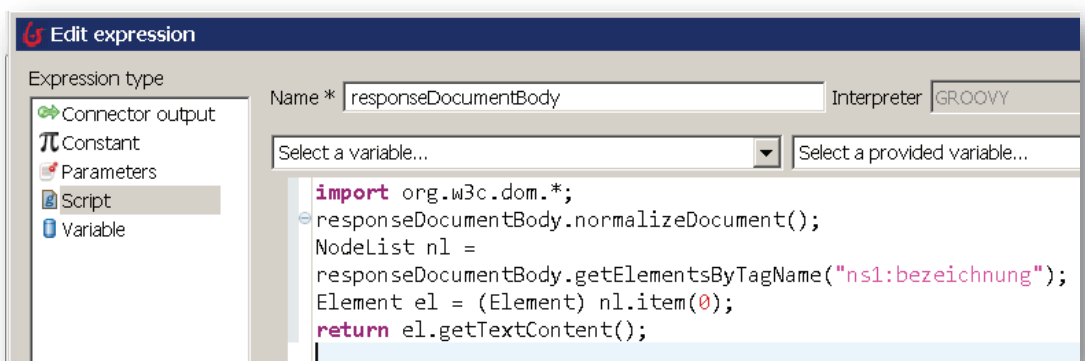 Edit expression
Expression type
Connector output
Constant
Parameters
Script
Variable
Name * responseDocumentBody Interpreter GROOVY
Select a variable... Select a provided variable...
import org.w3c.dom.*;
responseDocumentBody.normalizeDocument();
NodeList nl =
responseDocumentBody.getElementsByTagName("ns1:bezeichnung");
Element el = (Element) nl.item(0);
return el.getTextContent();